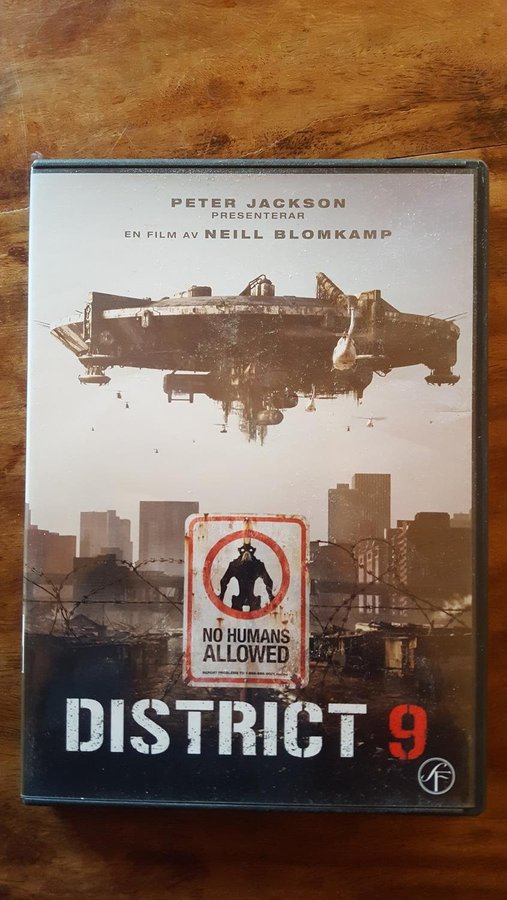 PETER JACKSON
PRESENTERAR
EN FILM AV NEILL BLOMKAMP
NO HUMANS
ALLOWED
DISTRICT 9
SF